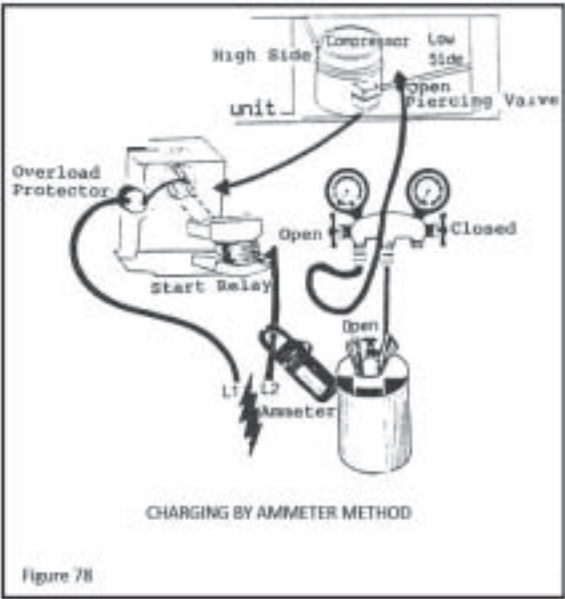 Compressor
Low Side
High Side
Open
Piercing Valve
unit
Overload Protector
Open
Closed
Start Relay
Open
L1
L2
Ammeter
CHARGING BY AMMETER METHOD
Figure 78